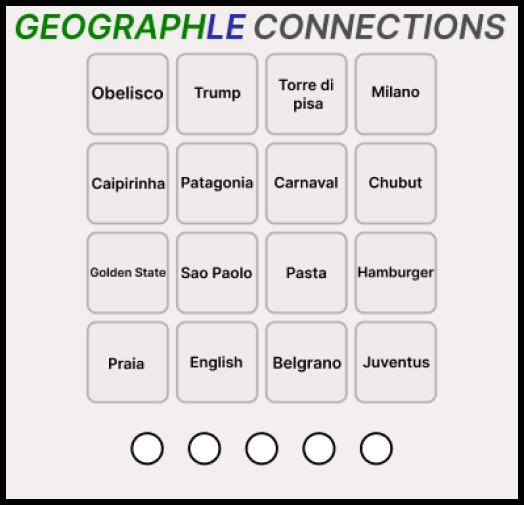 GEOGRAPHLE CONNECTIONS
Obelisco
Trump
Torre di
pisa
Milano
Caipirinha
Patagonia
Carnaval
Chubut
Golden State
Sao Paolo
Pasta
Hamburger
Praia
English
Belgrano
Juventus